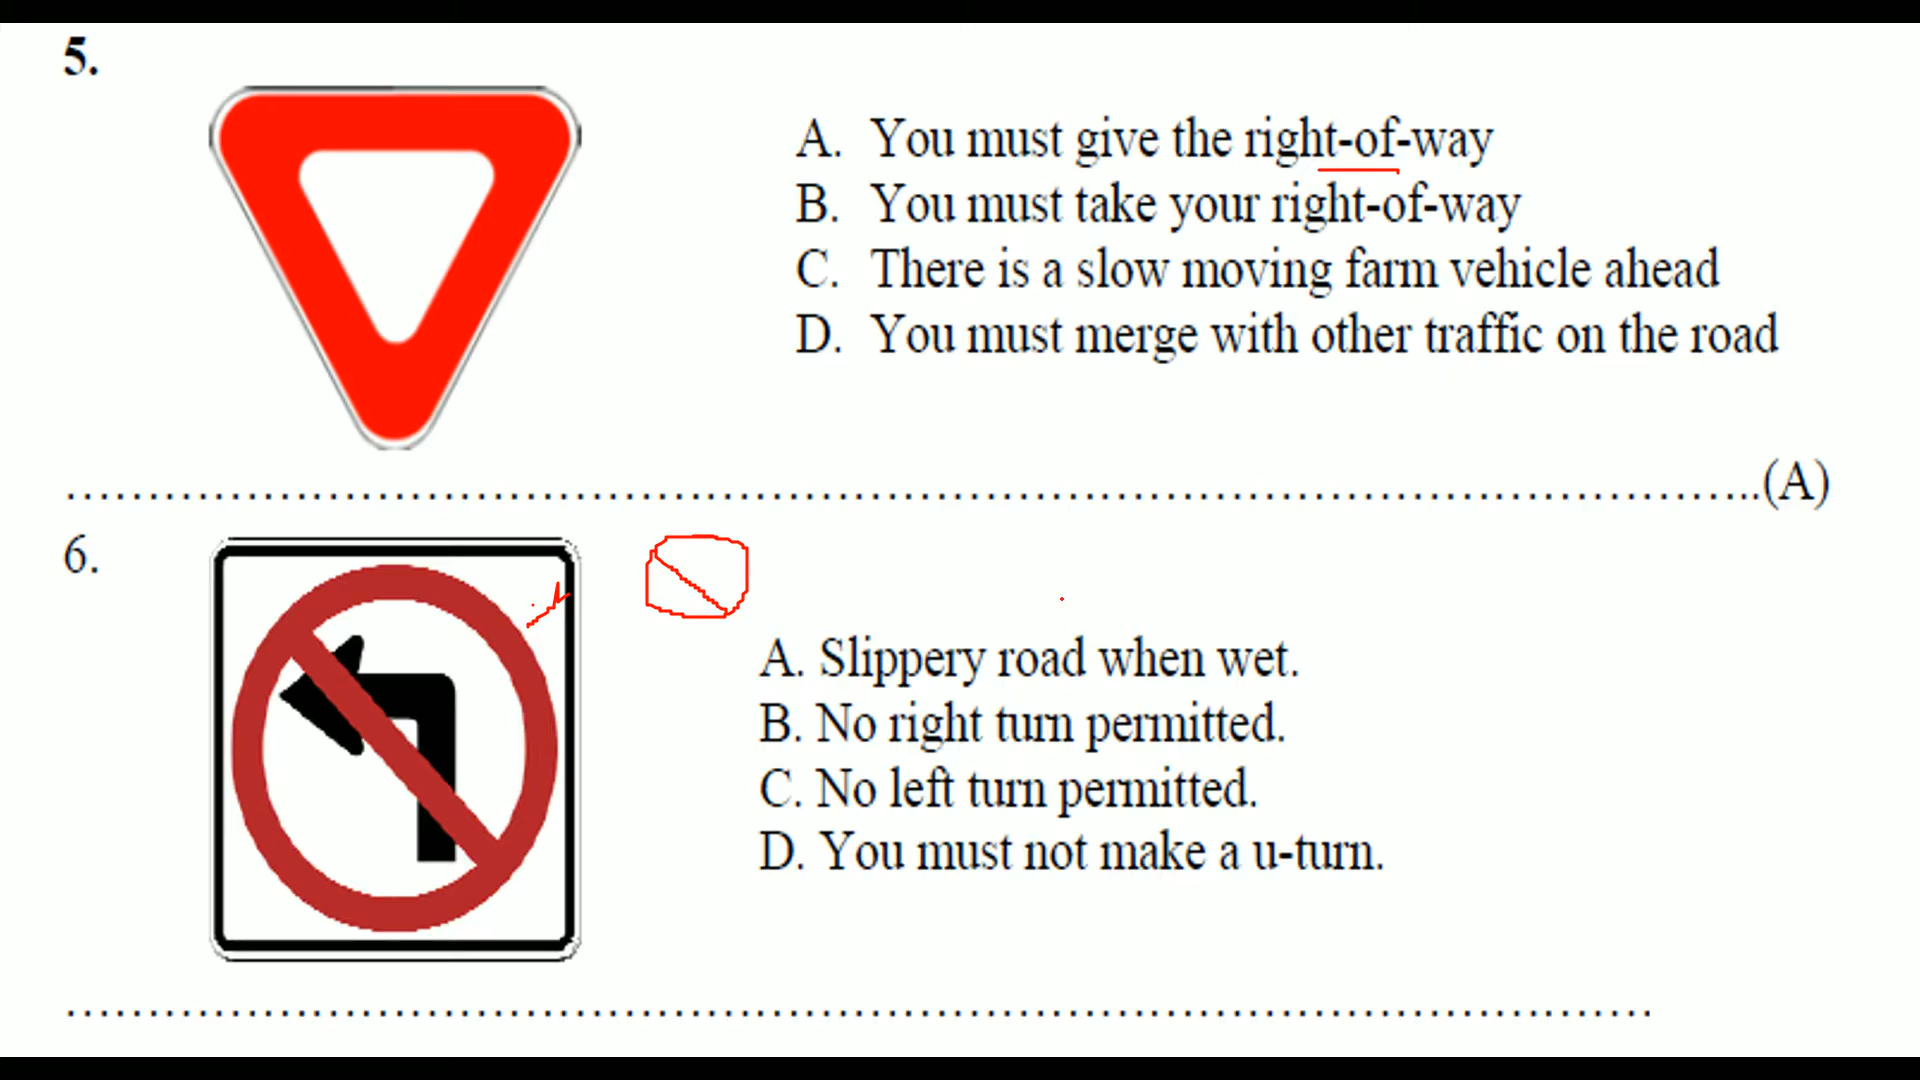 5.
A. You must give the right-of-way
B. You must take your right-of-way
C. There is a slow moving farm vehicle ahead
D. You must merge with other traffic on the road
(A)
6.
A. Slippery road when wet.
B. No right turn permitted.
C. No left turn permitted.
D. You must not make a u-turn.